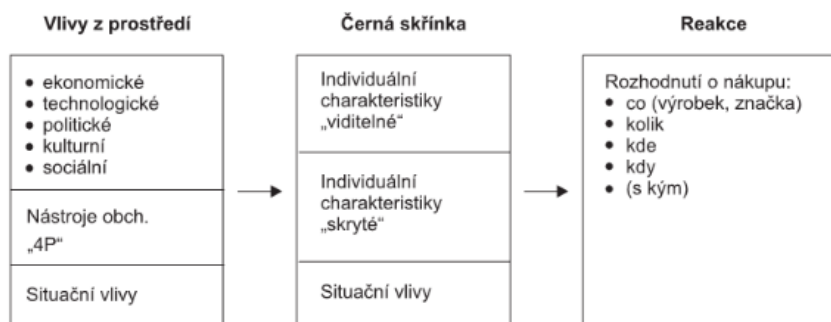 Vlivy z prostředí
• ekonomické
• technologické
• politické
• kulturní
• sociální
Nástroje obch.
„4P“
Situační vlivy
Černá skřínka
Individuální
charakteristiky
„viditelné“
Individuální
charakteristiky
„skryté“
Situační vlivy
Reakce
Rozhodnutí o nákupu:
• co (výrobek, značka)
• kolik
• kde
• kdy
• (s kým)